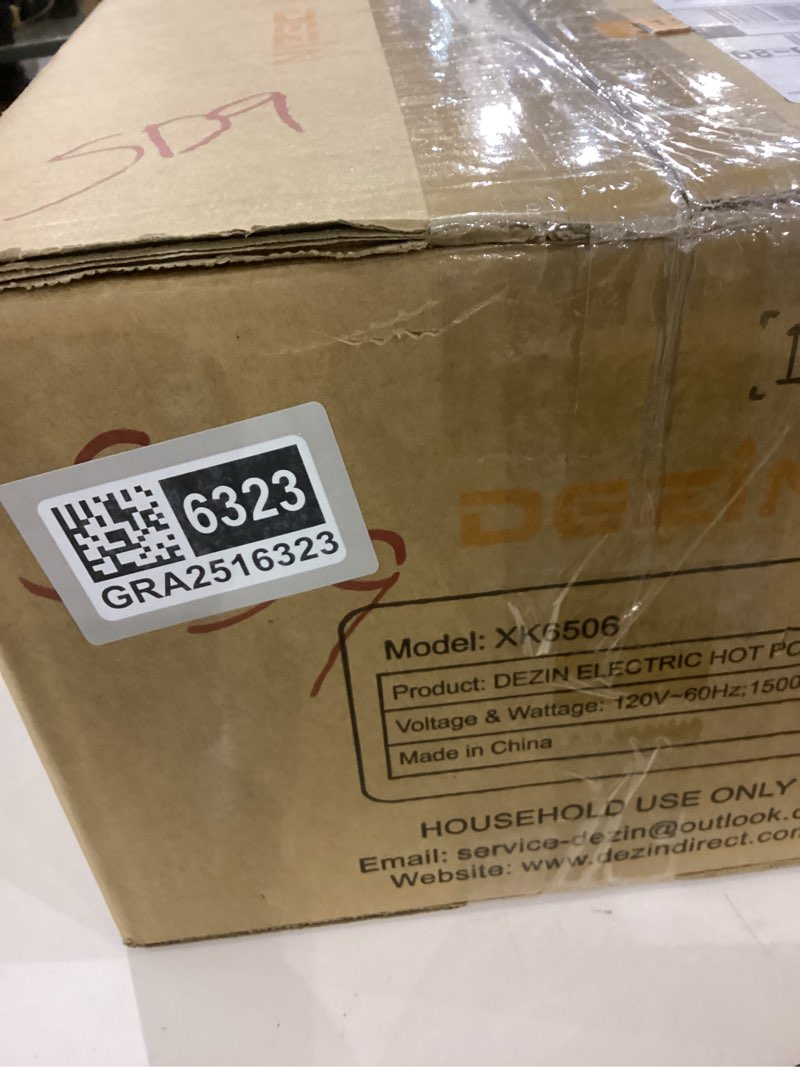 SD9
6323
GRA2516323
DEZIN
Model: XK6506
Product: DEZIN ELECTRIC HOT PO
Voltage & Wattage: 120V~60Hz;1500
Made in China
HOUSEHOLD USE ONLY
Email: service-dezin@outlook.c
Website: www.dezindirect.com